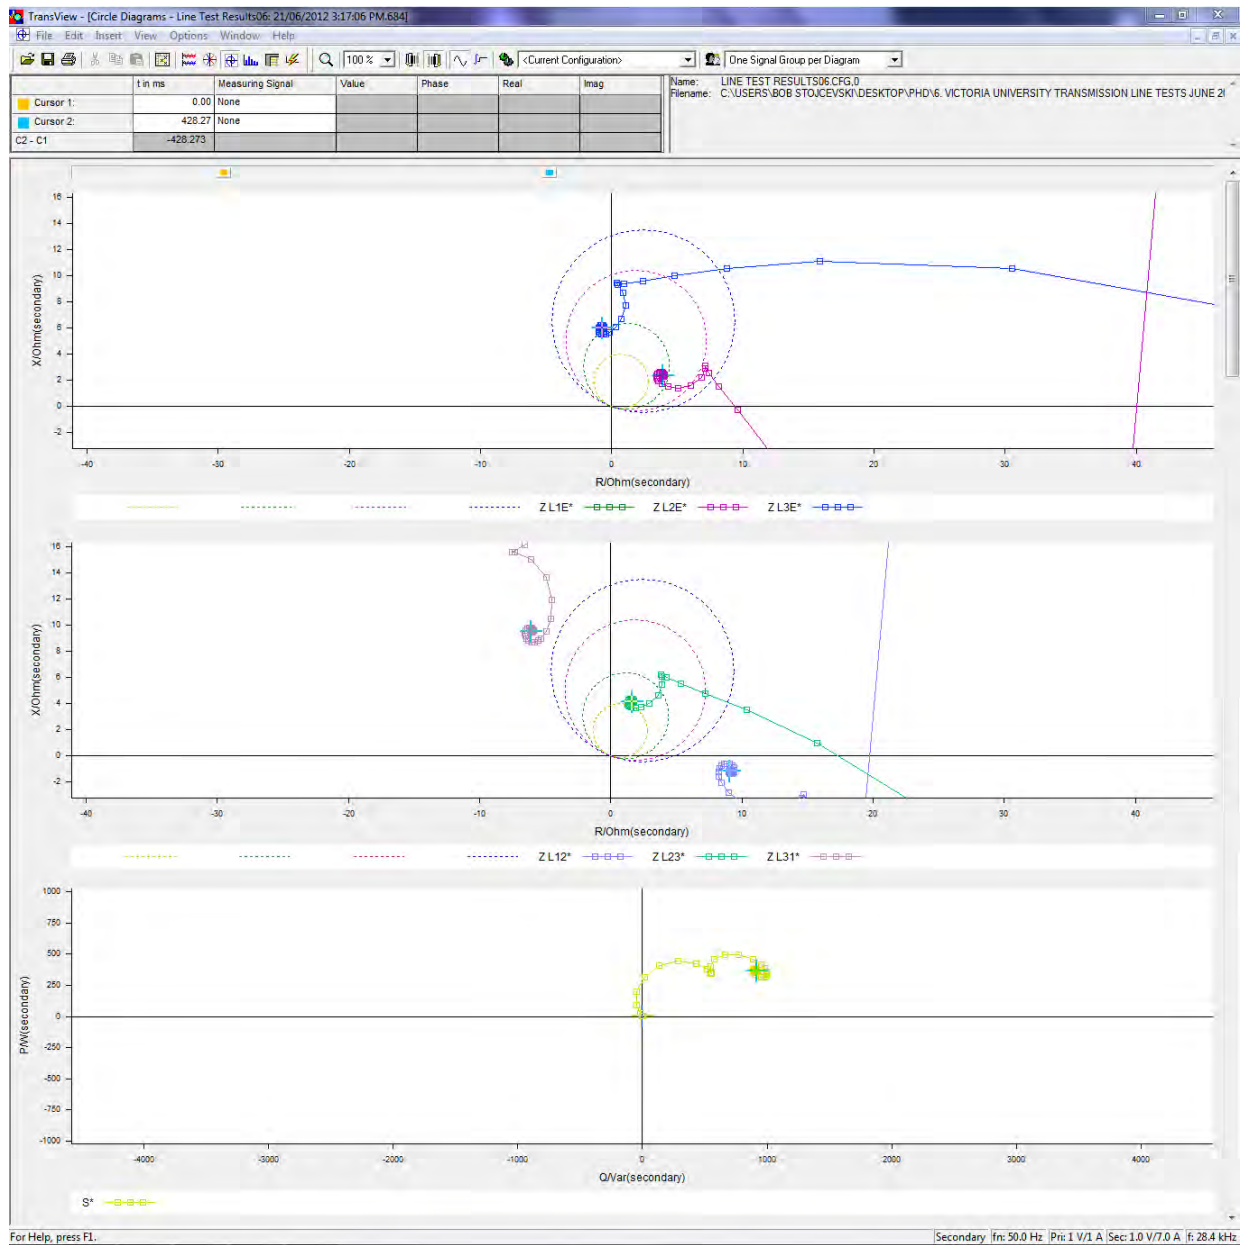 TransView - [Circle Diagrams - Line Test Results06: 21/06/2012 3:17:06 PM.684]
File Edit Insert View Options Window Help
100 % <Current Configuration> One Signal Group per Diagram
t in ms Measuring Signal Value Phase Real Imag
Cursor 1: 0.00 None
Cursor 2: 428.27 None
C2 - C1 -428.273
Name: LINE TEST RESULTS06.CFG,0
Filename: C:\USERS\BOB STOJCEVSKI\DESKTOP\PHD\6. VICTORIA UNIVERSITY TRANSMISSION LINE TESTS JUNE 2
X/Ohm(secondary)
16
14
12
10
8
6
4
2
0
-2
-40 -30 -20 -10 0 10 20 30 40
R/Ohm(secondary)
Z L1E* Z L2E* Z L3E*
X/Ohm(secondary)
16
14
12
10
8
6
4
2
0
-2
-40 -30 -20 -10 0 10 20 30 40
R/Ohm(secondary)
Z L12* Z L23* Z L31*
P/W(secondary)
1000
750
500
250
0
-250
-500
-750
-1000
-4000 -3000 -2000 -1000 0 1000 2000 3000 4000
Q/Var(secondary)
S*
For Help, press F1.
Secondary fn: 50.0 Hz Pri: 1 V/1 A Sec: 1.0 V/7.0 A f: 28.4 kHz